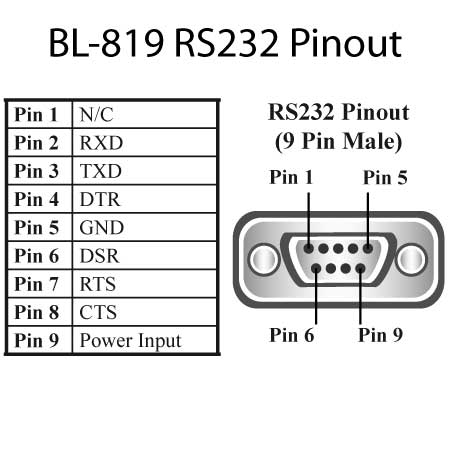 BL-819 RS232 Pinout
Pin 1 N/C
Pin 2 RXD
Pin 3 TXD
Pin 4 DTR
Pin 5 GND
Pin 6 DSR
Pin 7 RTS
Pin 8 CTS
Pin 9 Power Input
RS232 Pinout
(9 Pin Male)
Pin 1 Pin 5
Pin 6 Pin 9